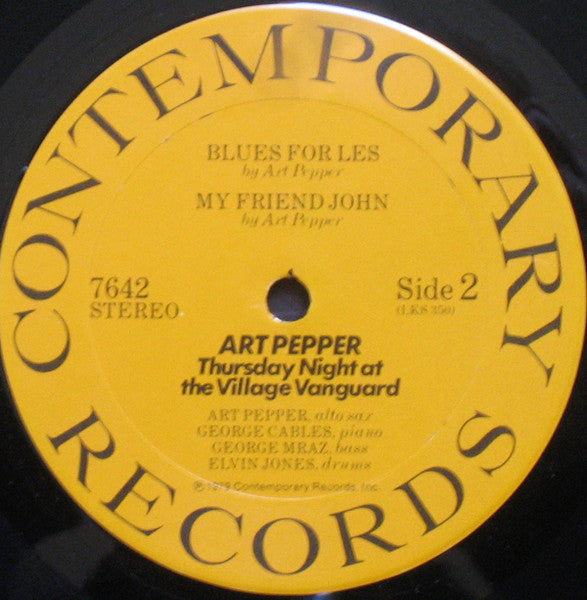 CONTEMPORARY
BLUES FOR LES
by Art Pepper
MY FRIEND JOHN
by Art Pepper
7642
STEREO
Side 2
(LKS 350)
ART PEPPER
Thursday Night at
the Village Vanguard
ART PEPPER, alto sax
GEORGE CABLES, piano
GEORGE MRAZ, bass
ELVIN JONES, drums
℗ 1979 Contemporary Records, Inc.
RECORDS